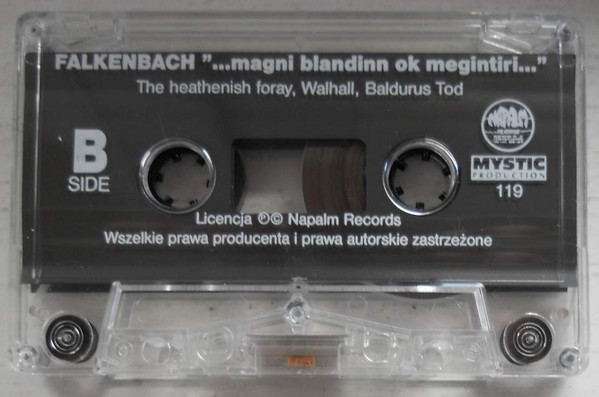 FALKENBACH "...magni blandinn ok megintiri..."
The heathenish foray, Walhall, Baldurus Tod
B
SIDE
NAPALM
MYSTIC
PRODUCTION
119
Licencja ℗© Napalm Records
Wszelkie prawa producenta i prawa autorskie zastrzeżone